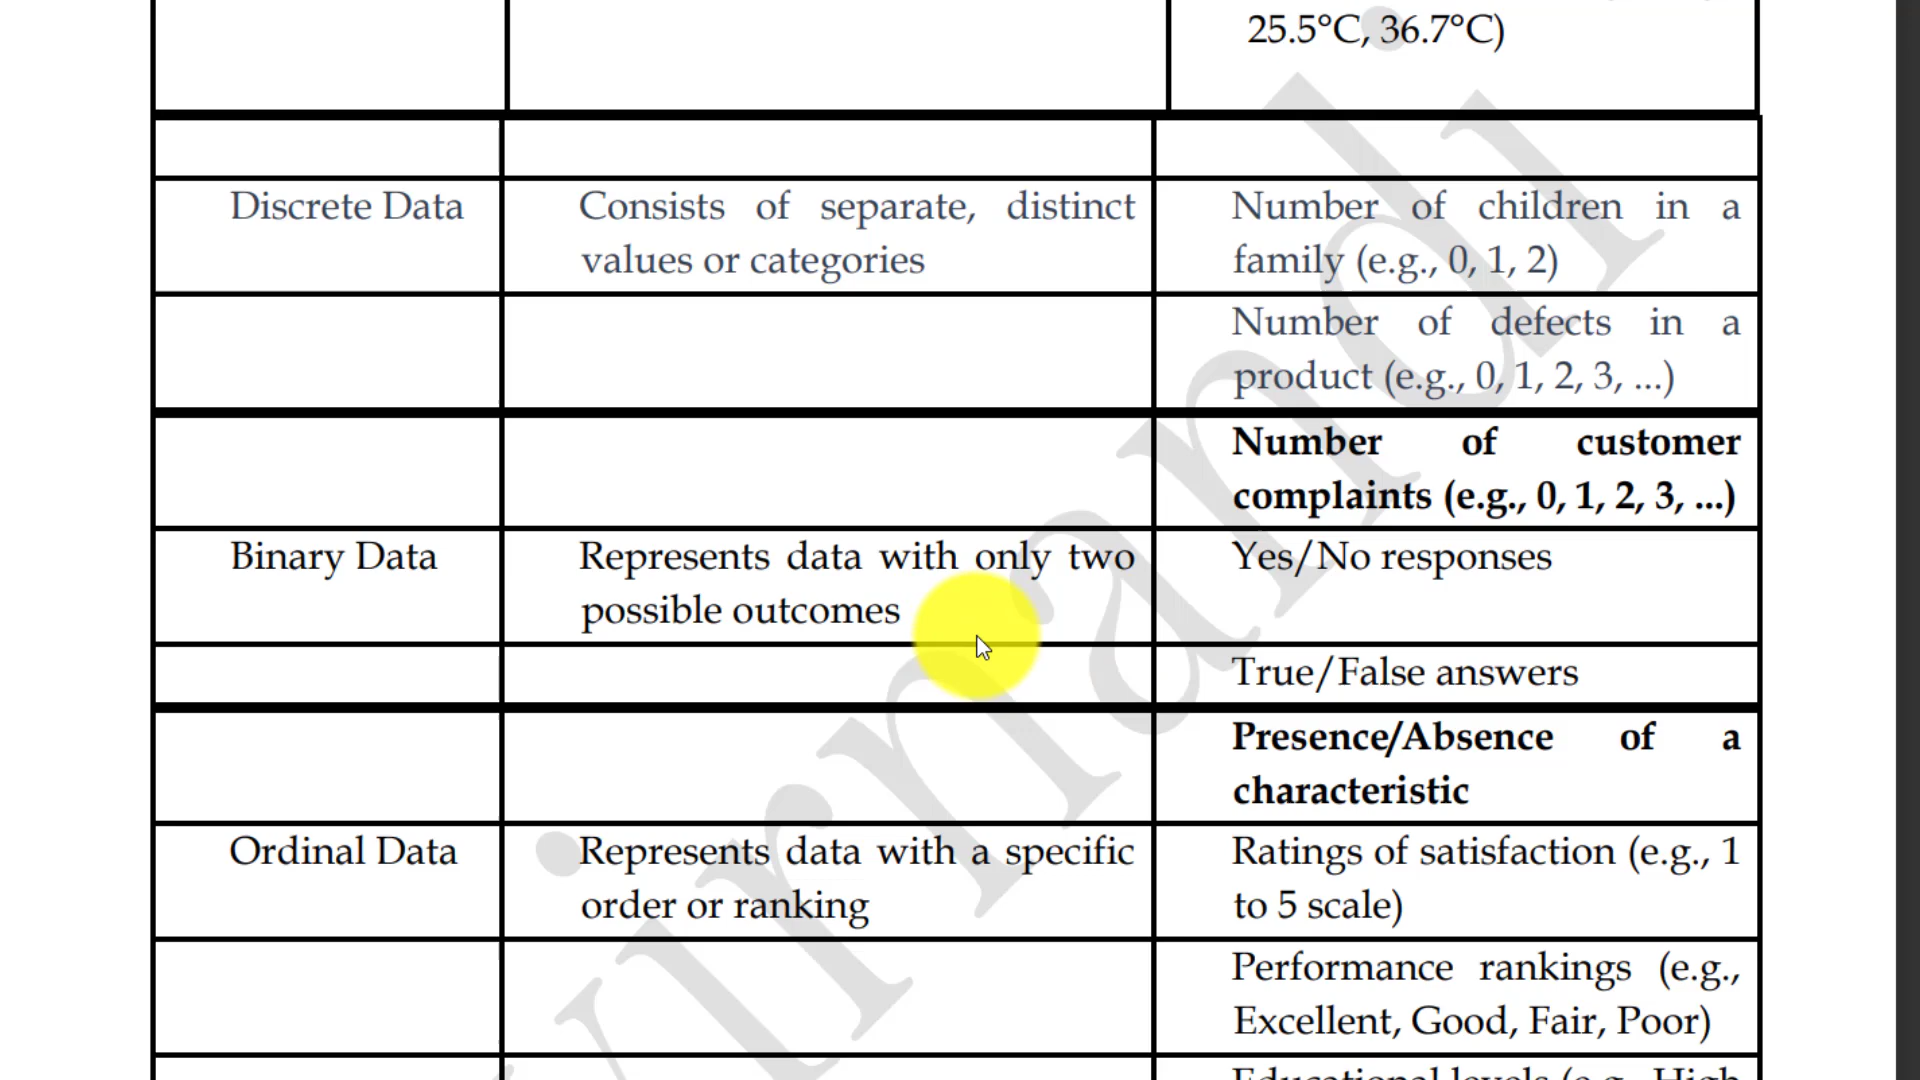 25.5°C, 36.7°C)
Discrete Data
Consists of separate, distinct
values or categories
Number of children in a
family (e.g., 0, 1, 2)
Number of defects in a
product (e.g., 0, 1, 2, 3, ...)
Number of customer
complaints (e.g., 0, 1, 2, 3, ...)
Binary Data
Represents data with only two
possible outcomes
Yes/No responses
True/False answers
Presence/Absence of a
characteristic
Ordinal Data
Represents data with a specific
order or ranking
Ratings of satisfaction (e.g., 1
to 5 scale)
Performance rankings (e.g.,
Excellent, Good, Fair, Poor)
Educational levels (e.g., High
virnandi